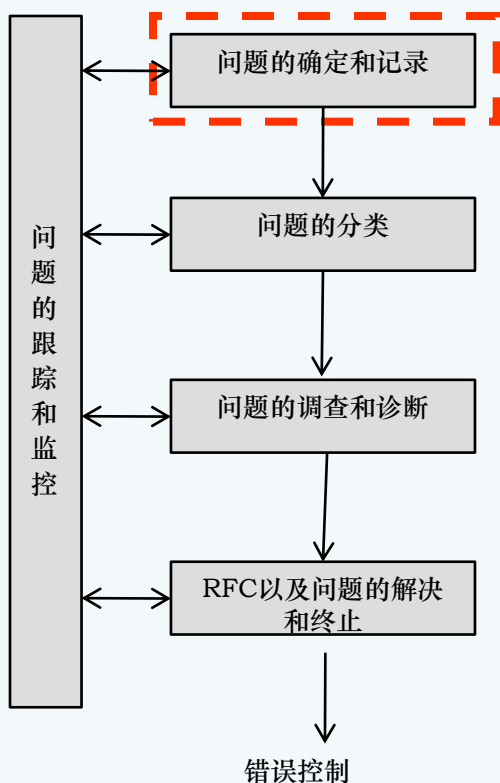 问题的确定和记录
问题的分类
问题的跟踪和监控
问题的调查和诊断
RFC以及问题的解决
和终止
错误控制